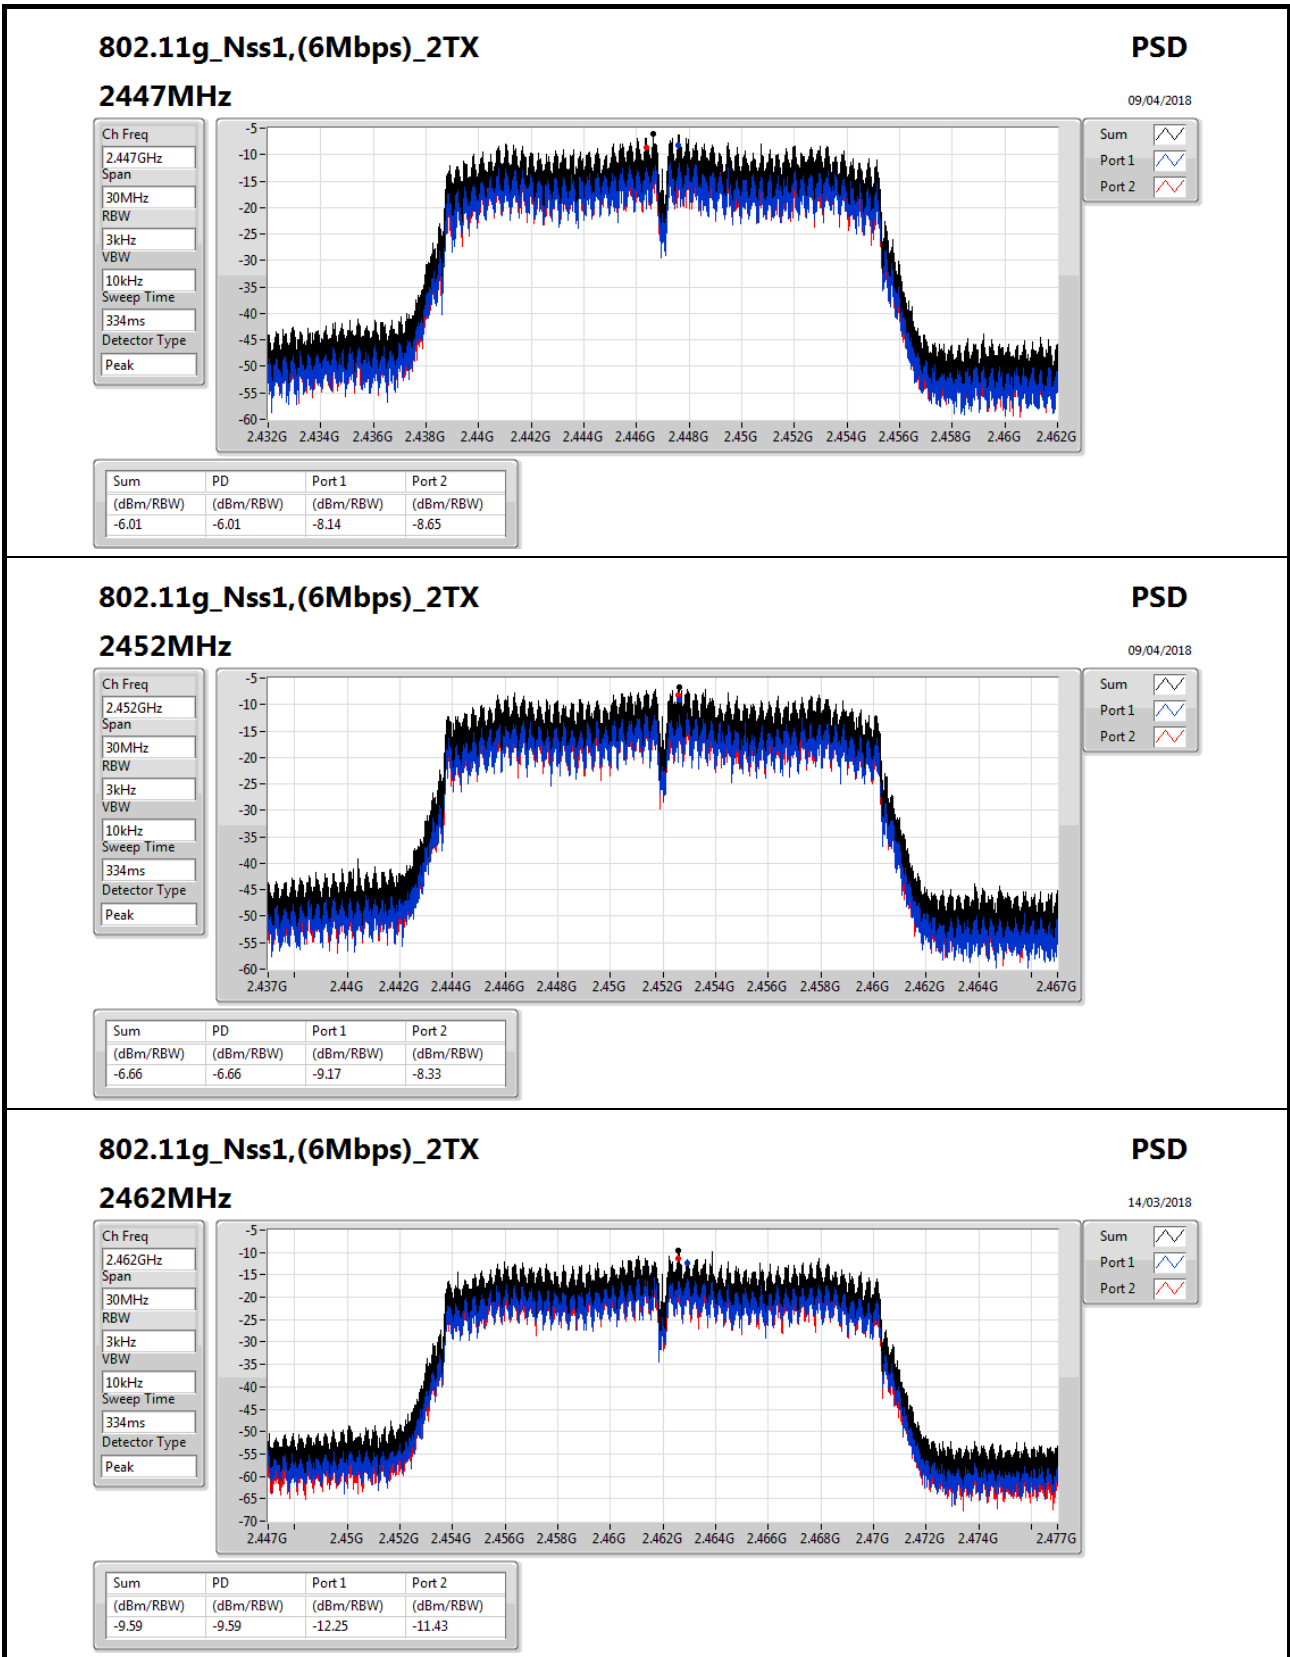 802.11g_Nss1,(6Mbps)_2TX PSD
2447MHz 09/04/2018
Ch Freq
2.447GHz
Span
30MHz
RBW
3kHz
VBW
10kHz
Sweep Time
334ms
Detector Type
Peak
-5
-10
-15
-20
-25
-30
-35
-40
-45
-50
-55
-60
2.432G 2.434G 2.436G 2.438G 2.44G 2.442G 2.444G 2.446G 2.448G 2.45G 2.452G 2.454G 2.456G 2.458G 2.46G 2.462G
Sum
Port 1
Port 2
Sum PD Port 1 Port 2
(dBm/RBW) (dBm/RBW) (dBm/RBW) (dBm/RBW)
-6.01 -6.01 -8.14 -8.65
802.11g_Nss1,(6Mbps)_2TX PSD
2452MHz 09/04/2018
Ch Freq
2.452GHz
Span
30MHz
RBW
3kHz
VBW
10kHz
Sweep Time
334ms
Detector Type
Peak
-5
-10
-15
-20
-25
-30
-35
-40
-45
-50
-55
-60
2.437G 2.44G 2.442G 2.444G 2.446G 2.448G 2.45G 2.452G 2.454G 2.456G 2.458G 2.46G 2.462G 2.464G 2.467G
Sum
Port 1
Port 2
Sum PD Port 1 Port 2
(dBm/RBW) (dBm/RBW) (dBm/RBW) (dBm/RBW)
-6.66 -6.66 -9.17 -8.33
802.11g_Nss1,(6Mbps)_2TX PSD
2462MHz 14/03/2018
Ch Freq
2.462GHz
Span
30MHz
RBW
3kHz
VBW
10kHz
Sweep Time
334ms
Detector Type
Peak
-5
-10
-15
-20
-25
-30
-35
-40
-45
-50
-55
-60
-65
-70
2.447G 2.45G 2.452G 2.454G 2.456G 2.458G 2.46G 2.462G 2.464G 2.466G 2.468G 2.47G 2.472G 2.474G 2.477G
Sum
Port 1
Port 2
Sum PD Port 1 Port 2
(dBm/RBW) (dBm/RBW) (dBm/RBW) (dBm/RBW)
-9.59 -9.59 -12.25 -11.43